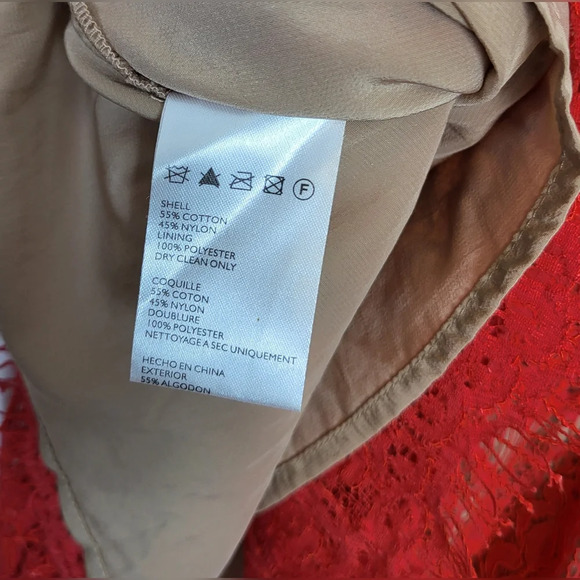 F
SHELL
55% COTTON
45% NYLON
LINING
100% POLYESTER
DRY CLEAN ONLY
COQUILLE
55% COTON
45% NYLON
DOUBLURE
100% POLYESTER
NETTOYAGE A SEC UNIQUEMENT
HECHO EN CHINA
EXTERIOR
55% ALGODON